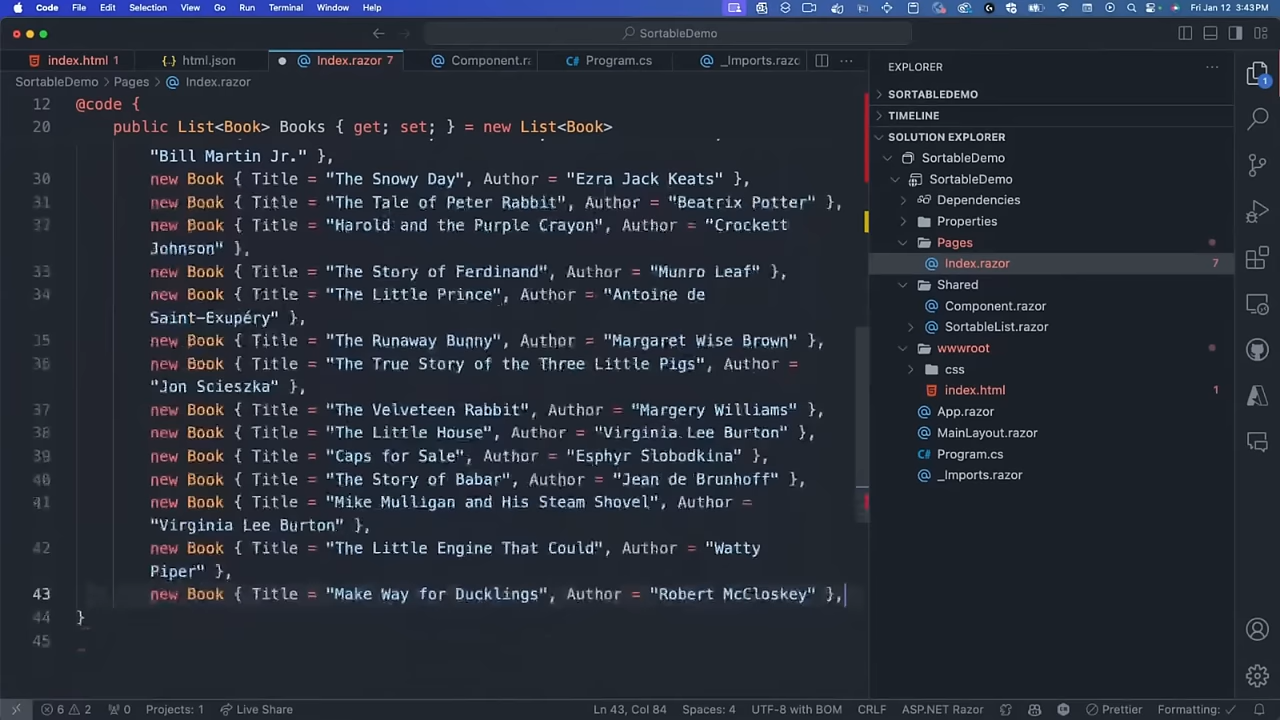 Code File Edit Selection View Go Run Terminal Window Help Fri Jan 12 3:43 PM
SortableDemo
index.html 1 html.json Index.razor 7 Component.ra Program.cs _Imports.razo
SortableDemo > Pages > @ Index.razor
12 @code {
20 public List<Book> Books { get; set; } = new List<Book>
"Bill Martin Jr." },
30 new Book { Title = "The Snowy Day", Author = "Ezra Jack Keats" },
31 new Book { Title = "The Tale of Peter Rabbit", Author = "Beatrix Potter" },
new Book { Title = "Harold and the Purple Crayon", Author = "Crockett
Johnson" },
33 new Book { Title = "The Story of Ferdinand", Author = "Munro Leaf" },
34 new Book { Title = "The Little Prince", Author = "Antoine de
Saint-Exupéry" },
35 new Book { Title = "The Runaway Bunny", Author = "Margaret Wise Brown" },
36 new Book { Title = "The True Story of the Three Little Pigs", Author =
"Jon Scieszka" },
37 new Book { Title = "The Velveteen Rabbit", Author = "Margery Williams" },
38 new Book { Title = "The Little House", Author = "Virginia Lee Burton" },
39 new Book { Title = "Caps for Sale", Author = "Esphyr Slobodkina" },
40 new Book { Title = "The Story of Babar", Author = "Jean de Brunhoff" },
41 new Book { Title = "Mike Mulligan and His Steam Shovel", Author =
"Virginia Lee Burton" },
42 new Book { Title = "The Little Engine That Could", Author = "Watty
Piper" },
43 new Book { Title = "Make Way for Ducklings", Author = "Robert McCloskey" },
44 }
45
EXPLORER
SORTABLEDEMO
TIMELINE
SOLUTION EXPLORER
SortableDemo
SortableDemo
Dependencies
Properties
Pages
Index.razor 7
Shared
Component.razor
SortableList.razor
wwwroot
css
index.html 1
App.razor
MainLayout.razor
Program.cs
_Imports.razor
1
6 2 0 Projects: 1 Live Share Ln 43, Col 84 Spaces: 4 UTF-8 with BOM CRLF ASP.NET Razor Prettier Formatting: ✓